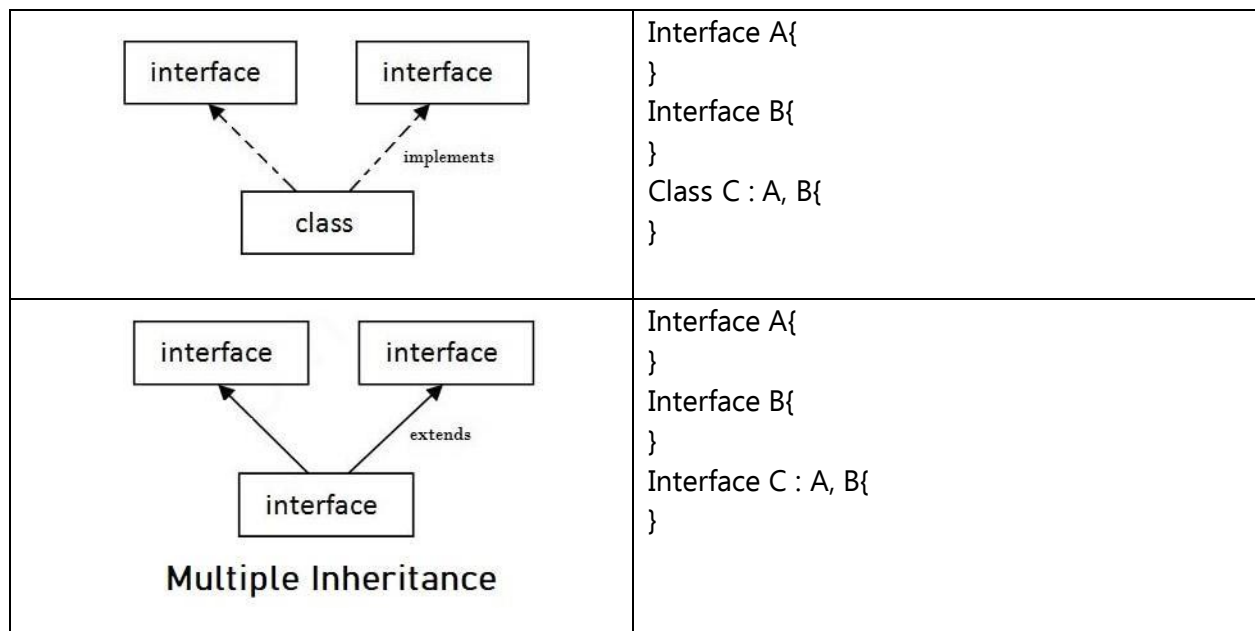 interface
interface
implements
class
Interface A{
}
Interface B{
}
Class C : A, B{
}
interface
interface
extends
interface
Multiple Inheritance
Interface A{
}
Interface B{
}
Interface C : A, B{
}